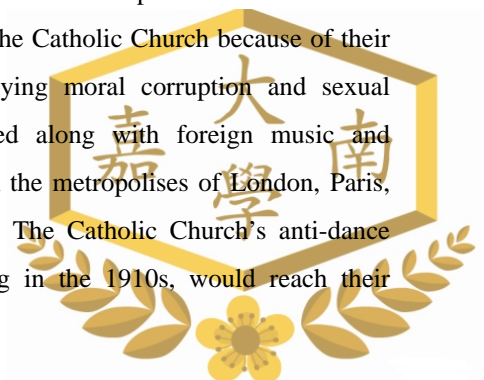 he Catholic Church because of their
ying moral corruption and sexual
ed along with foreign music and
the metropolises of London, Paris,
The Catholic Church's anti-dance
g in the 1910s, would reach their
大
嘉 南
學